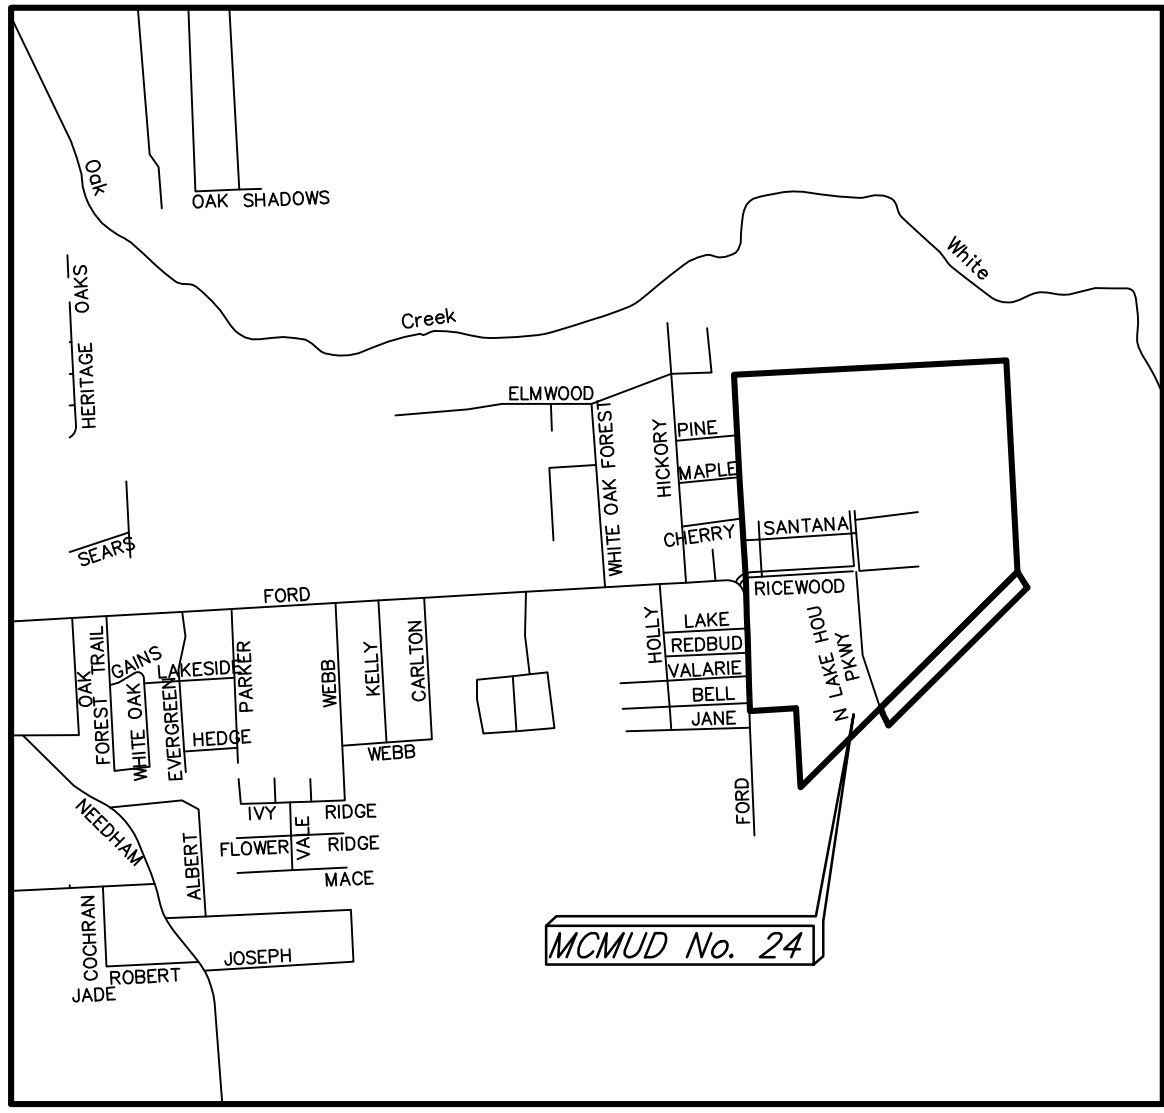 Oak
OAK SHADOWS
White
HERITAGE OAKS
Creek
ELMWOOD
WHITE OAK FOREST
HICKORY
PINE
MAPLE
CHERRY
SANTANA
SEARS
RICEWOOD
FORD
OAK
FOREST TRAIL
GAINS
LAKESIDE
WHITE OAK
EVERGREEN
HEDGE
PARKER
WEBB
KELLY
CARLTON
WEBB
HOLLY
LAKE
REDBUD
VALARIE
BELL
JANE
N LAKE HOU
PKWY
FORD
NEEDHAM
ALBERT
IVY RIDGE
VALE
FLOWER RIDGE
MACE
COCHRAN
JOSEPH
ROBERT
JADE
MCMUD No. 24